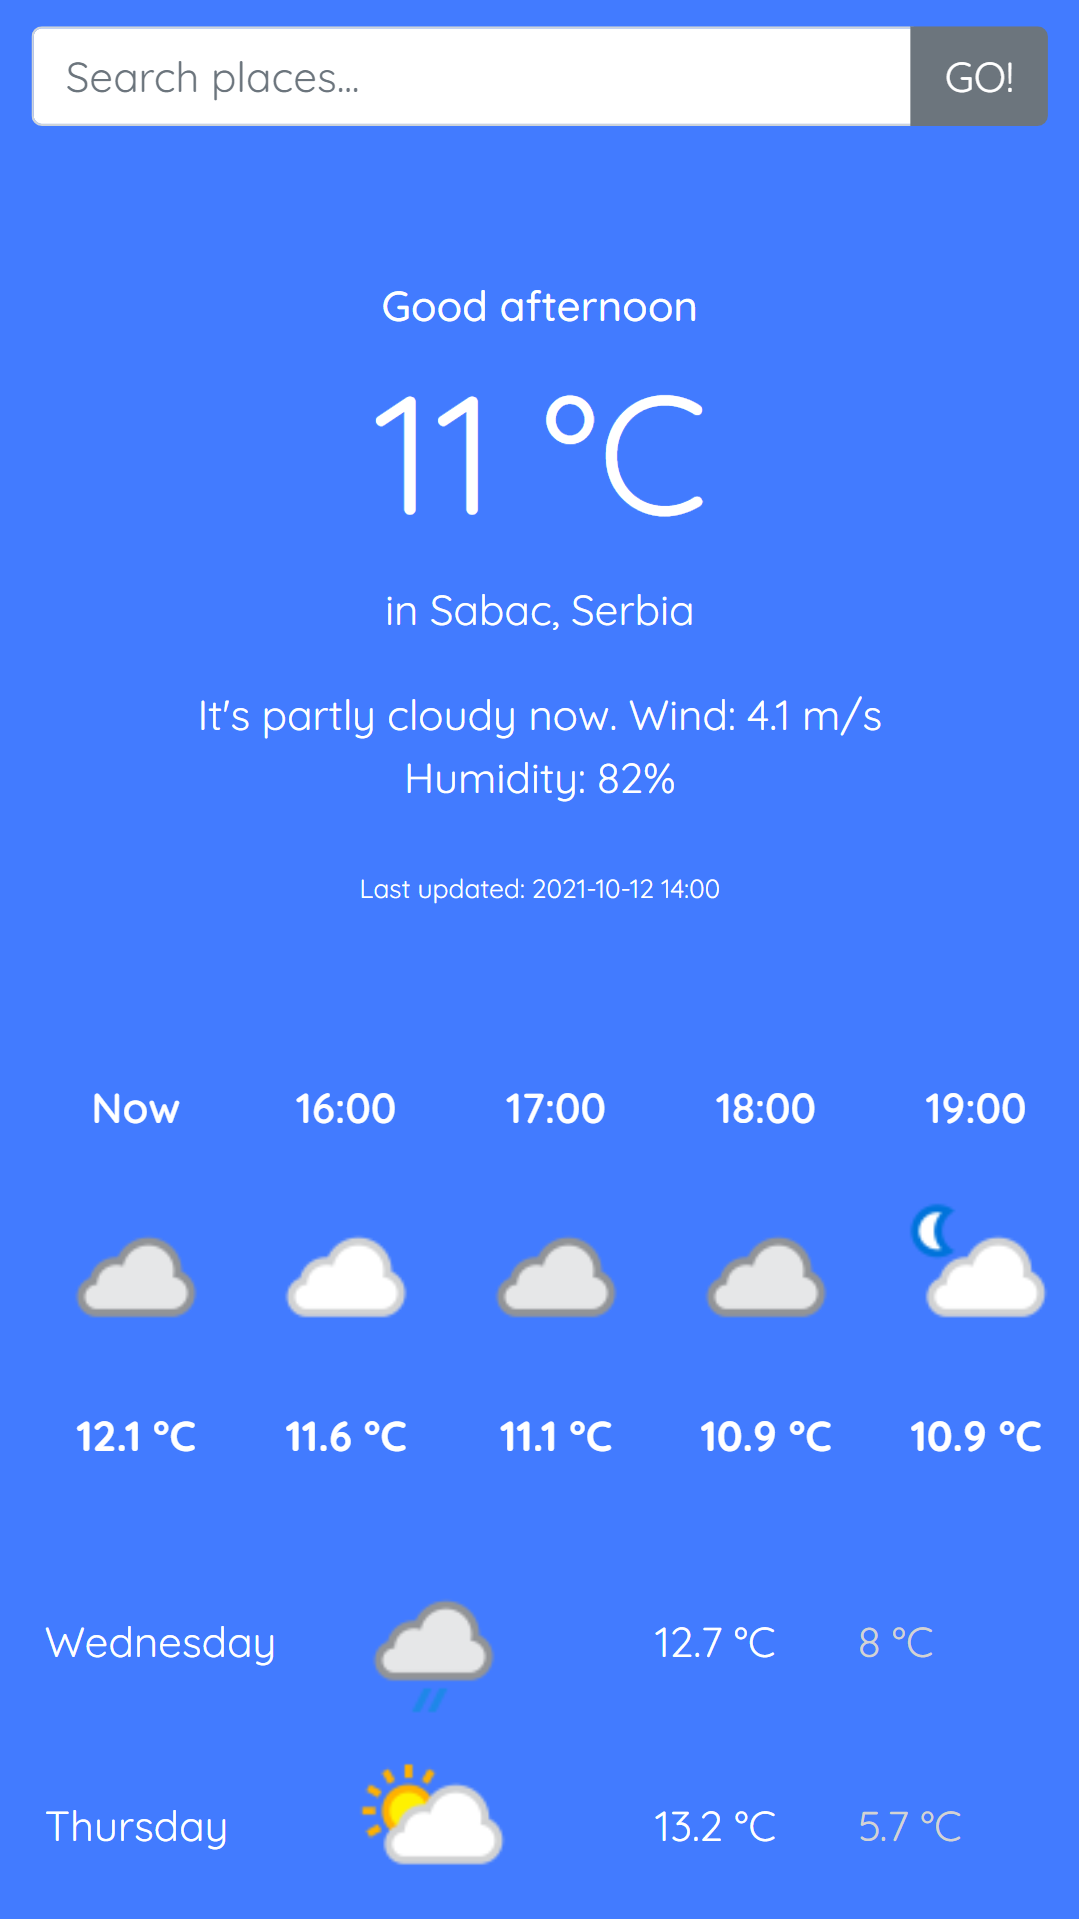 Search places...
GO!
Good afternoon
11 °C
in Sabac, Serbia
It's partly cloudy now. Wind: 4.1 m/s
Humidity: 82%
Last updated: 2021-10-12 14:00
Now 16:00 17:00 18:00 19:00
12.1 °C 11.6 °C 11.1 °C 10.9 °C 10.9 °C
Wednesday 12.7 °C 8 °C
Thursday 13.2 °C 5.7 °C